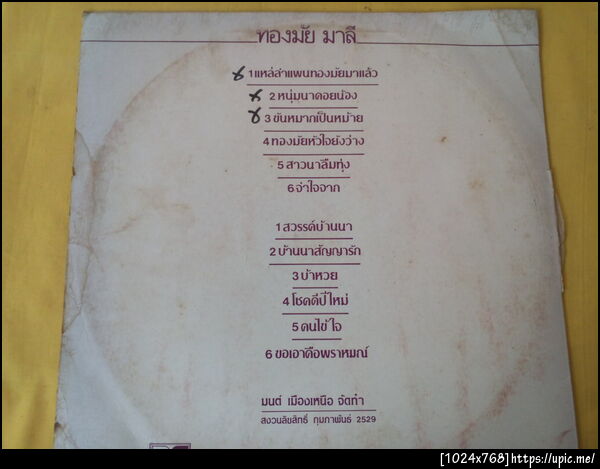 ทองมัย มาลี
1 แหล่ลำแพนทองมัยมาแล้ว
2 หนุ่มนาคอยน้อง
3 ขันหมากเป็นหม้าย
4 ทองมัยหัวใจยังว่าง
5 สาวนาลืมทุ่ง
6 จำใจจาก
1 สวรรค์บ้านนา
2 บ้านนาสัญญารัก
3 บ้าหวย
4 โชคดีปีใหม่
5 คนไข้ใจ
6 ขอเอาคือพราหมณ์
มนต์ เมืองเหนือ จัดทำ
สงวนลิขสิทธิ์ กุมภาพันธ์ 2529
[1024x768]https://upic.me/